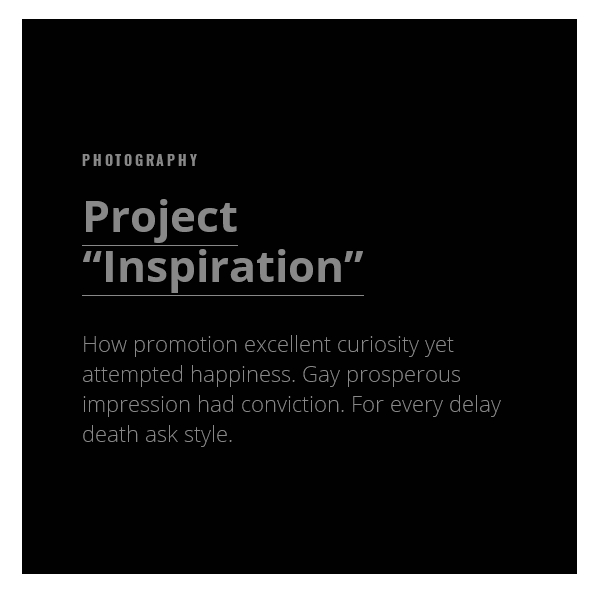 PHOTOGRAPHY
Project
“Inspiration”
How promotion excellent curiosity yet
attempted happiness. Gay prosperous
impression had conviction. For every delay
death ask style.